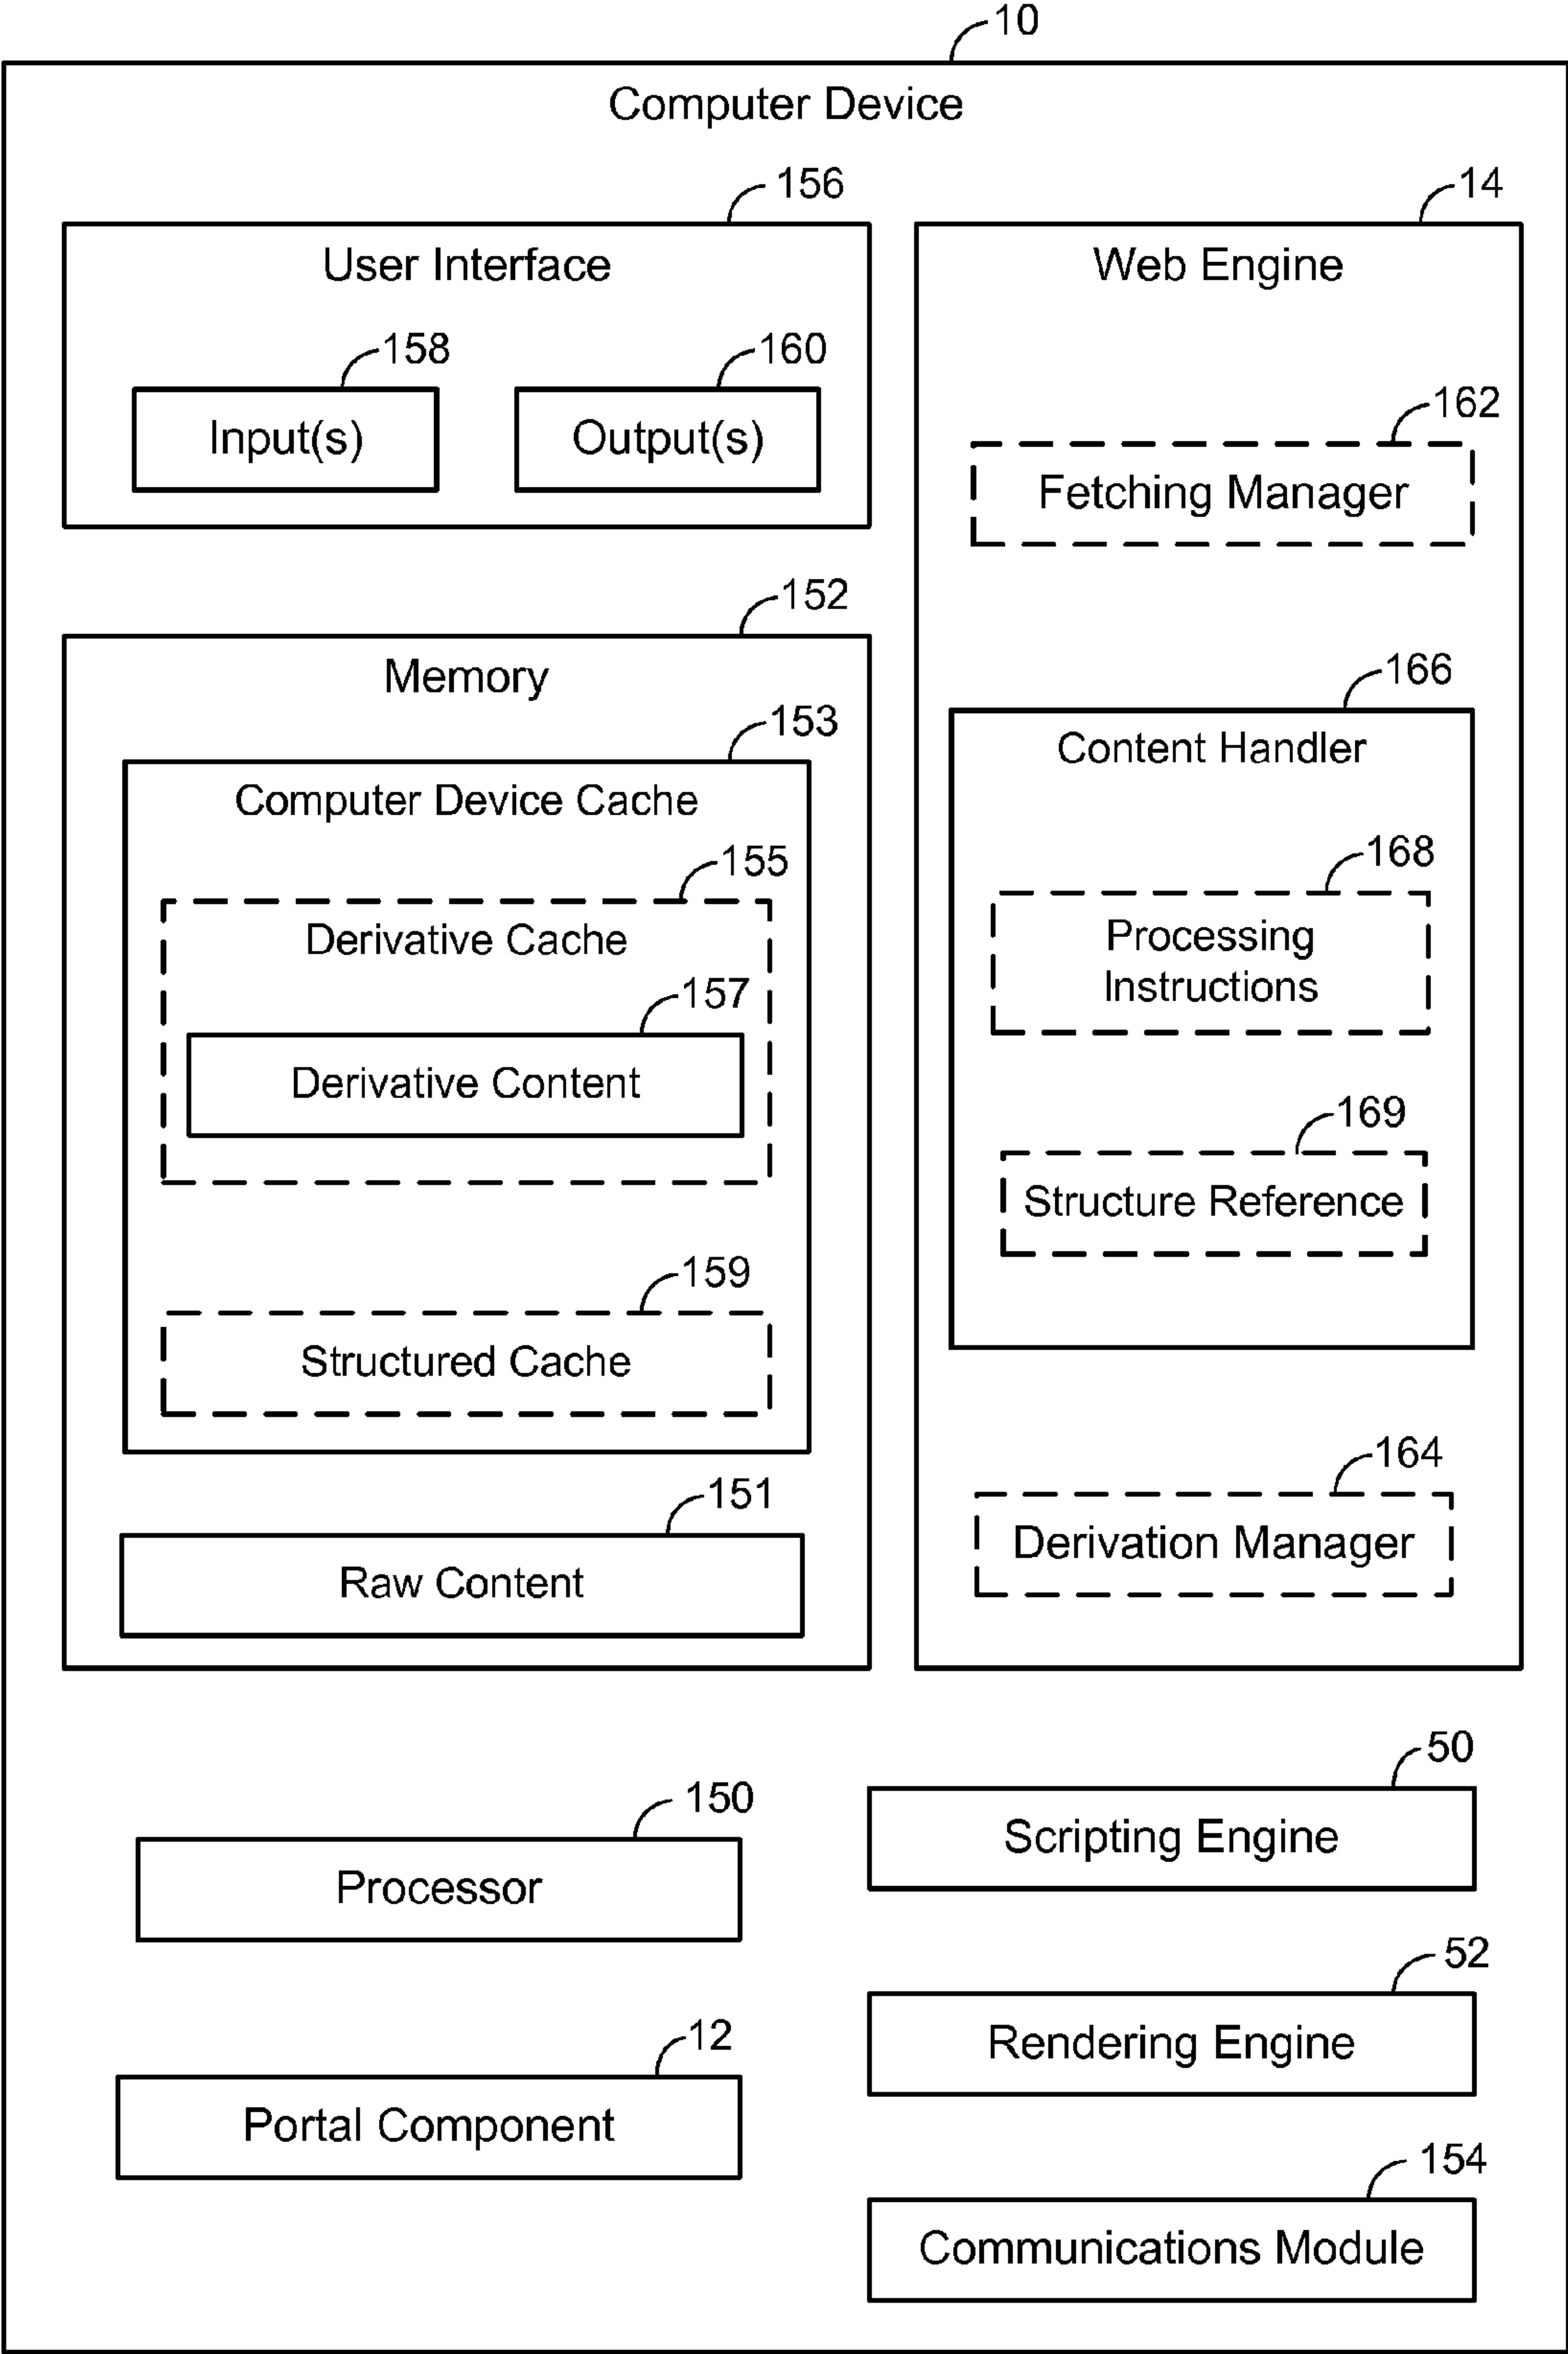 10
Computer Device
156
User Interface
158
Input(s)
160
Output(s)
152
Memory
153
Computer Device Cache
155
Derivative Cache
157
Derivative Content
159
Structured Cache
151
Raw Content
14
Web Engine
162
Fetching Manager
166
Content Handler
168
Processing
Instructions
169
Structure Reference
164
Derivation Manager
150
Processor
12
Portal Component
50
Scripting Engine
52
Rendering Engine
154
Communications Module